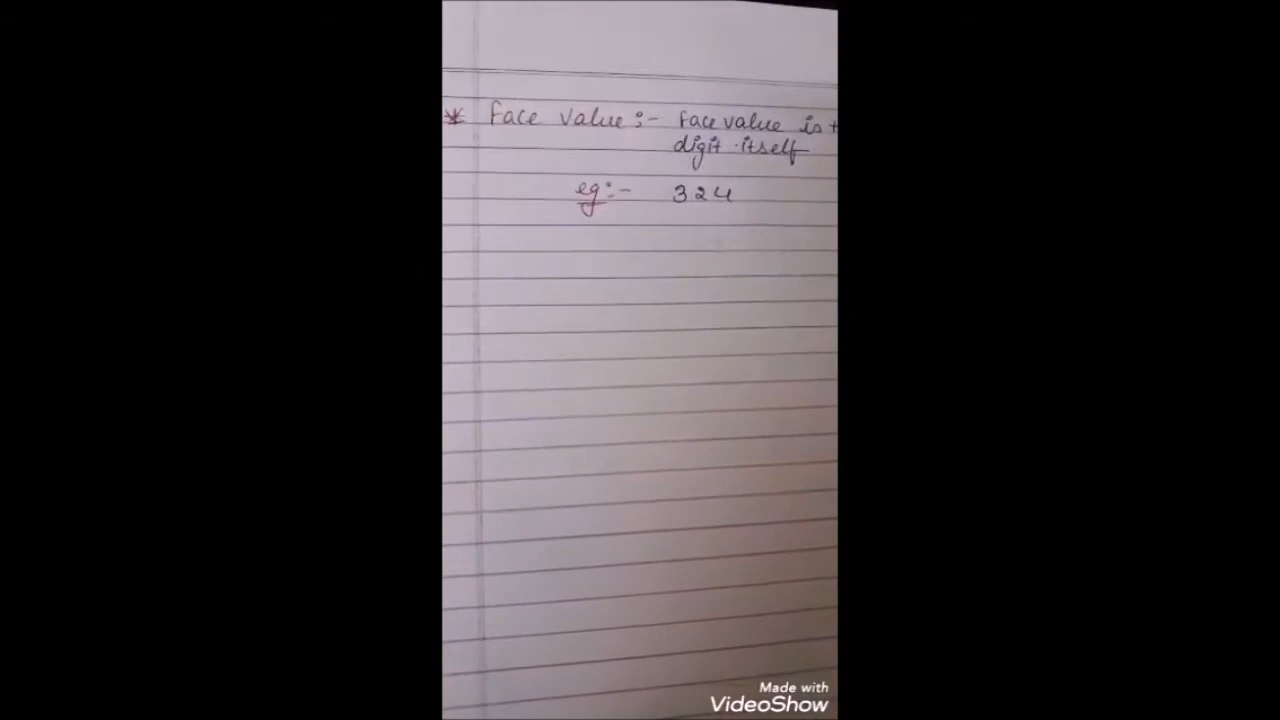 * Face value :- Face value is
digit itself
eg:- 324
Made with
VideoShow